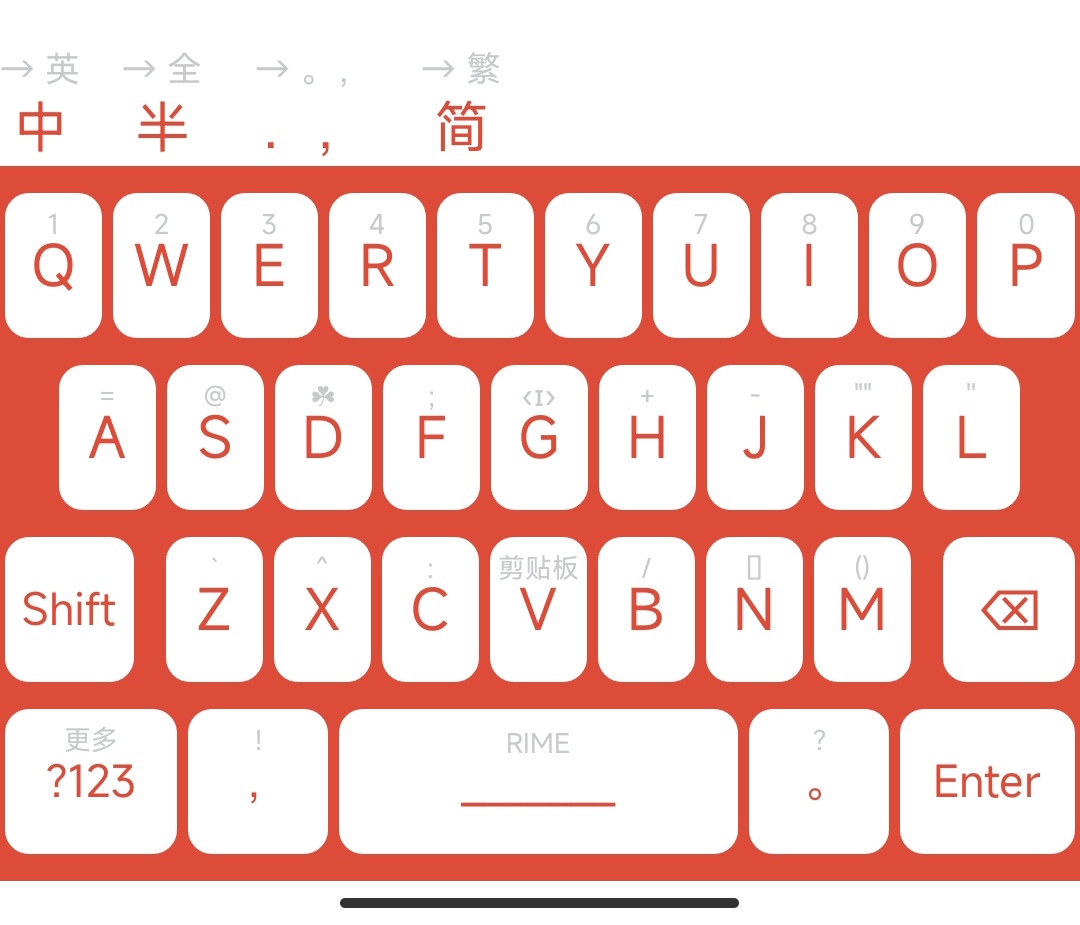 → 英 → 全 → 。, → 繁
中 半 . , 简
1 2 3 4 5 6 7 8 9 0
Q W E R T Y U I O P
= @ ☘ ; ‹I› + - "" "
A S D F G H J K L
` ^ : 剪贴板 / [] ()
Shift Z X C V B N M
更多 ! RIME ?
?123 , 。 Enter